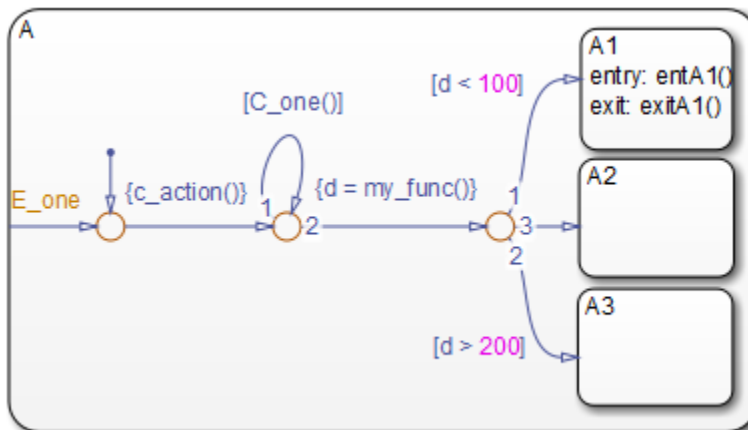 A
A1
entry: entA1()
exit: exitA1()
[d < 100]
[C_one()]
E_one
{c_action()}
{d = my_func()}
1
2
1
3
2
A2
A3
[d > 200]